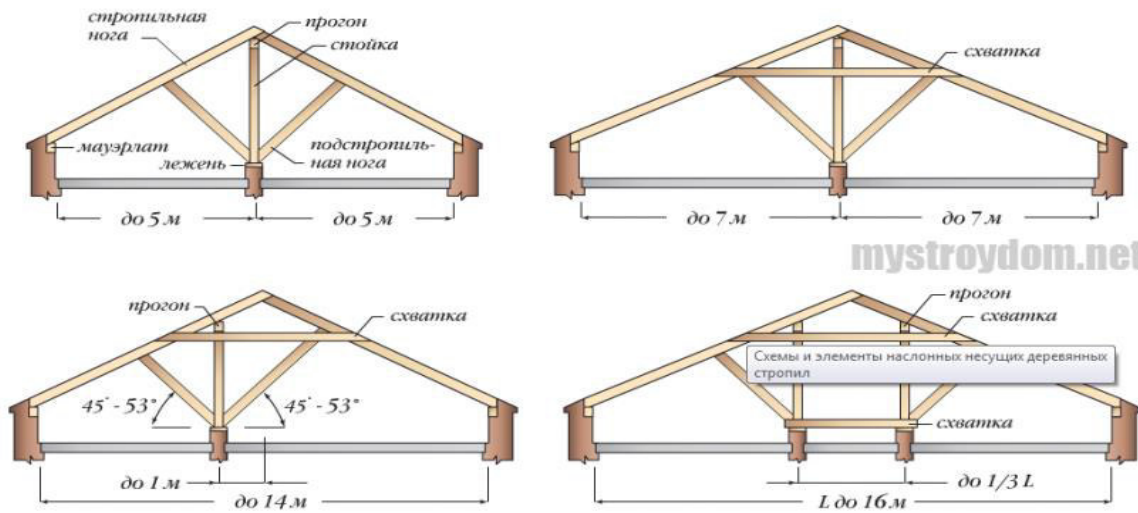 стропильная
нога
прогон
стойка
мауэрлат
лежень
подстропиль-
ная нога
до 5 м
до 5 м
схватка
до 7 м
до 7 м
mystroydom.net
прогон
схватка
45° - 53°
45° - 53°
до 1 м
до 14 м
прогон
схватка
Схемы и элементы наслонных несущих деревянных
стропил
схватка
до 1/3 L
L до 16 м